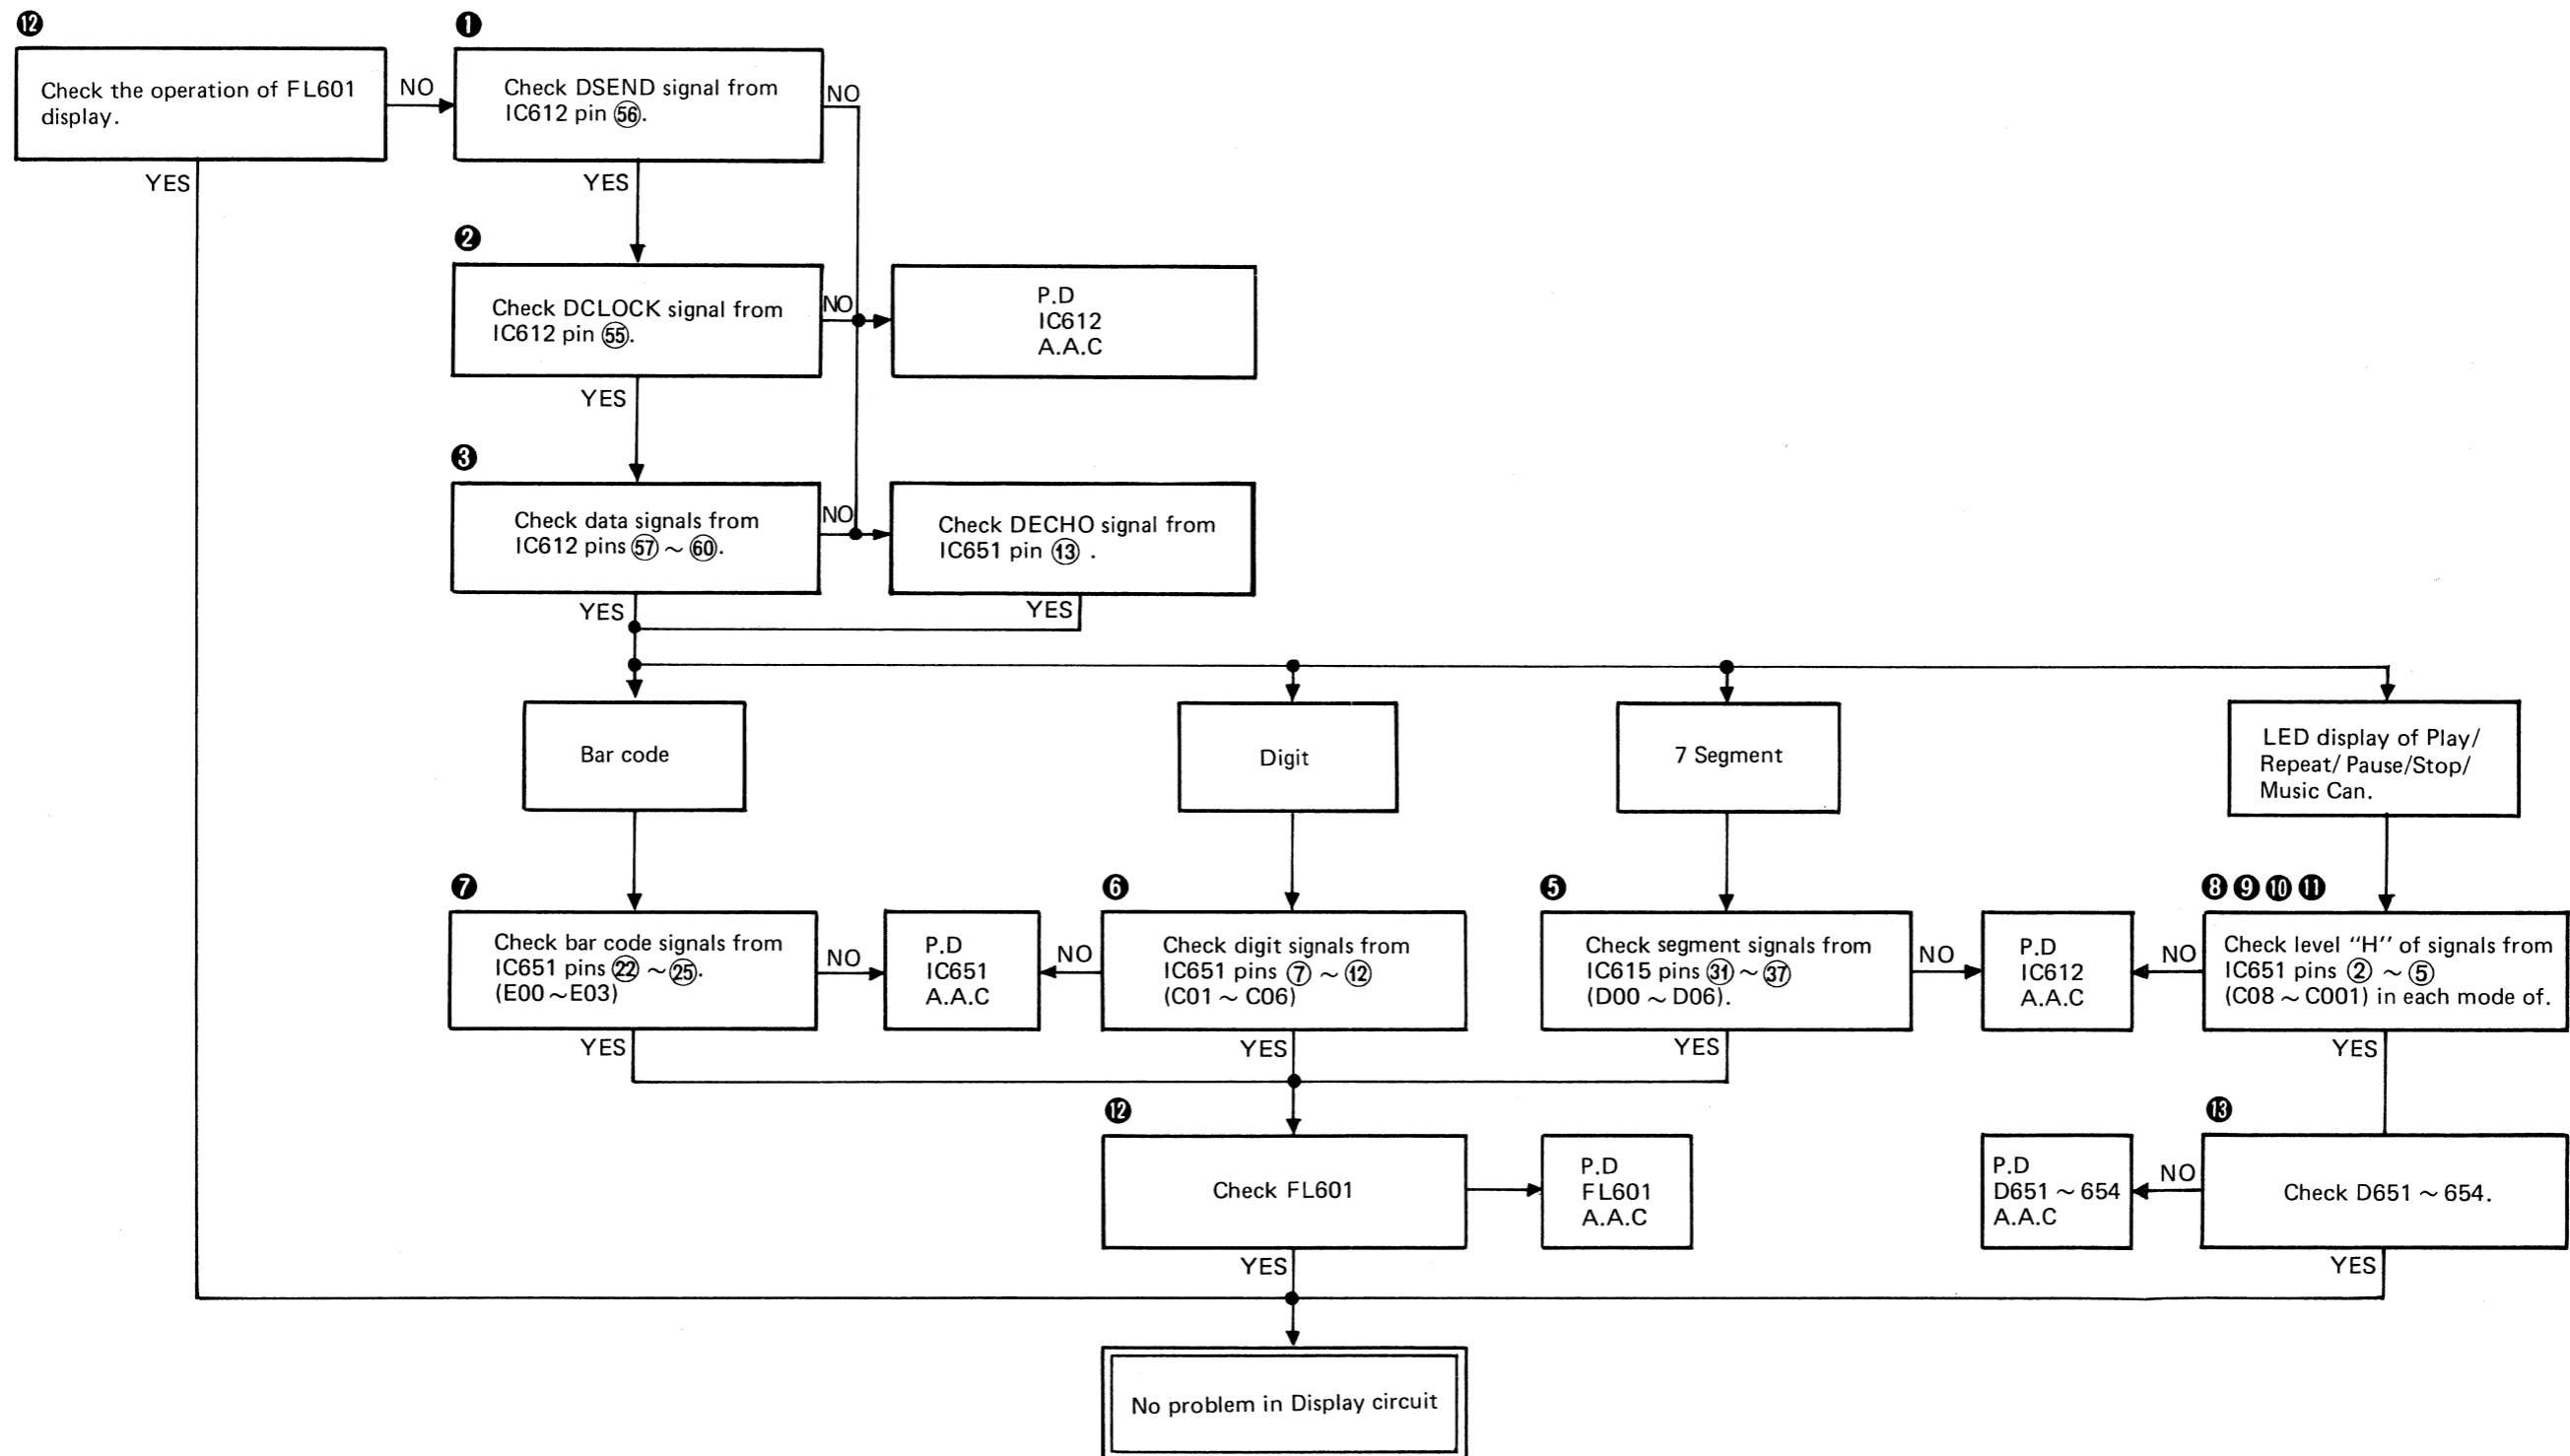 ⓬
Check the operation of FL601
display.
NO
YES
❶
Check DSEND signal from
IC612 pin 56.
NO
YES
❷
Check DCLOCK signal from
IC612 pin 55.
NO
YES
P.D
IC612
A.A.C
❸
Check data signals from
IC612 pins 57 ~ 60.
NO
YES
Check DECHO signal from
IC651 pin 13 .
YES
Bar code
Digit
7 Segment
LED display of Play/
Repeat/ Pause/Stop/
Music Can.
❼
Check bar code signals from
IC651 pins 22 ~ 25.
(E00 ~ E03)
NO
YES
P.D
IC651
A.A.C
❻
NO
Check digit signals from
IC651 pins 7 ~ 12
(C01 ~ C06)
YES
❺
Check segment signals from
IC615 pins 31 ~ 37
(D00 ~ D06).
NO
YES
P.D
IC612
A.A.C
❽ ❾ ❿ ⓫
NO
Check level "H" of signals from
IC651 pins 2 ~ 5
(C08 ~ C001) in each mode of.
YES
⓬
Check FL601
YES
P.D
FL601
A.A.C
⓭
P.D
D651 ~ 654
A.A.C
NO
Check D651 ~ 654.
YES
No problem in Display circuit